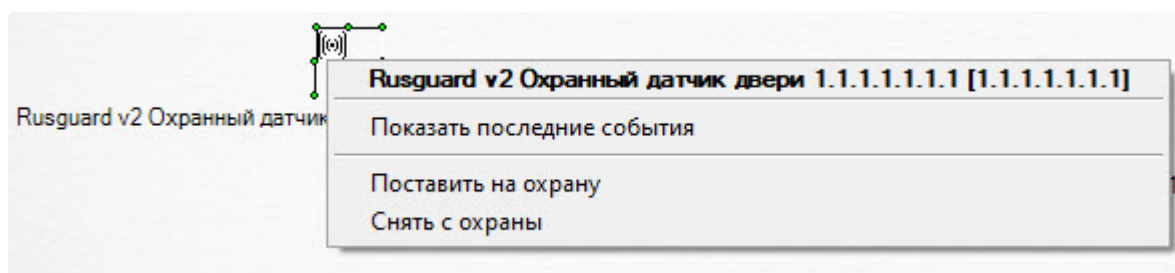 Rusguard v2 Охранный датчик двери 1.1.1.1.1.1.1 [1.1.1.1.1.1.1]
Rusguard v2 Охранный датчик
Показать последние события
Поставить на охрану
Снять с охраны